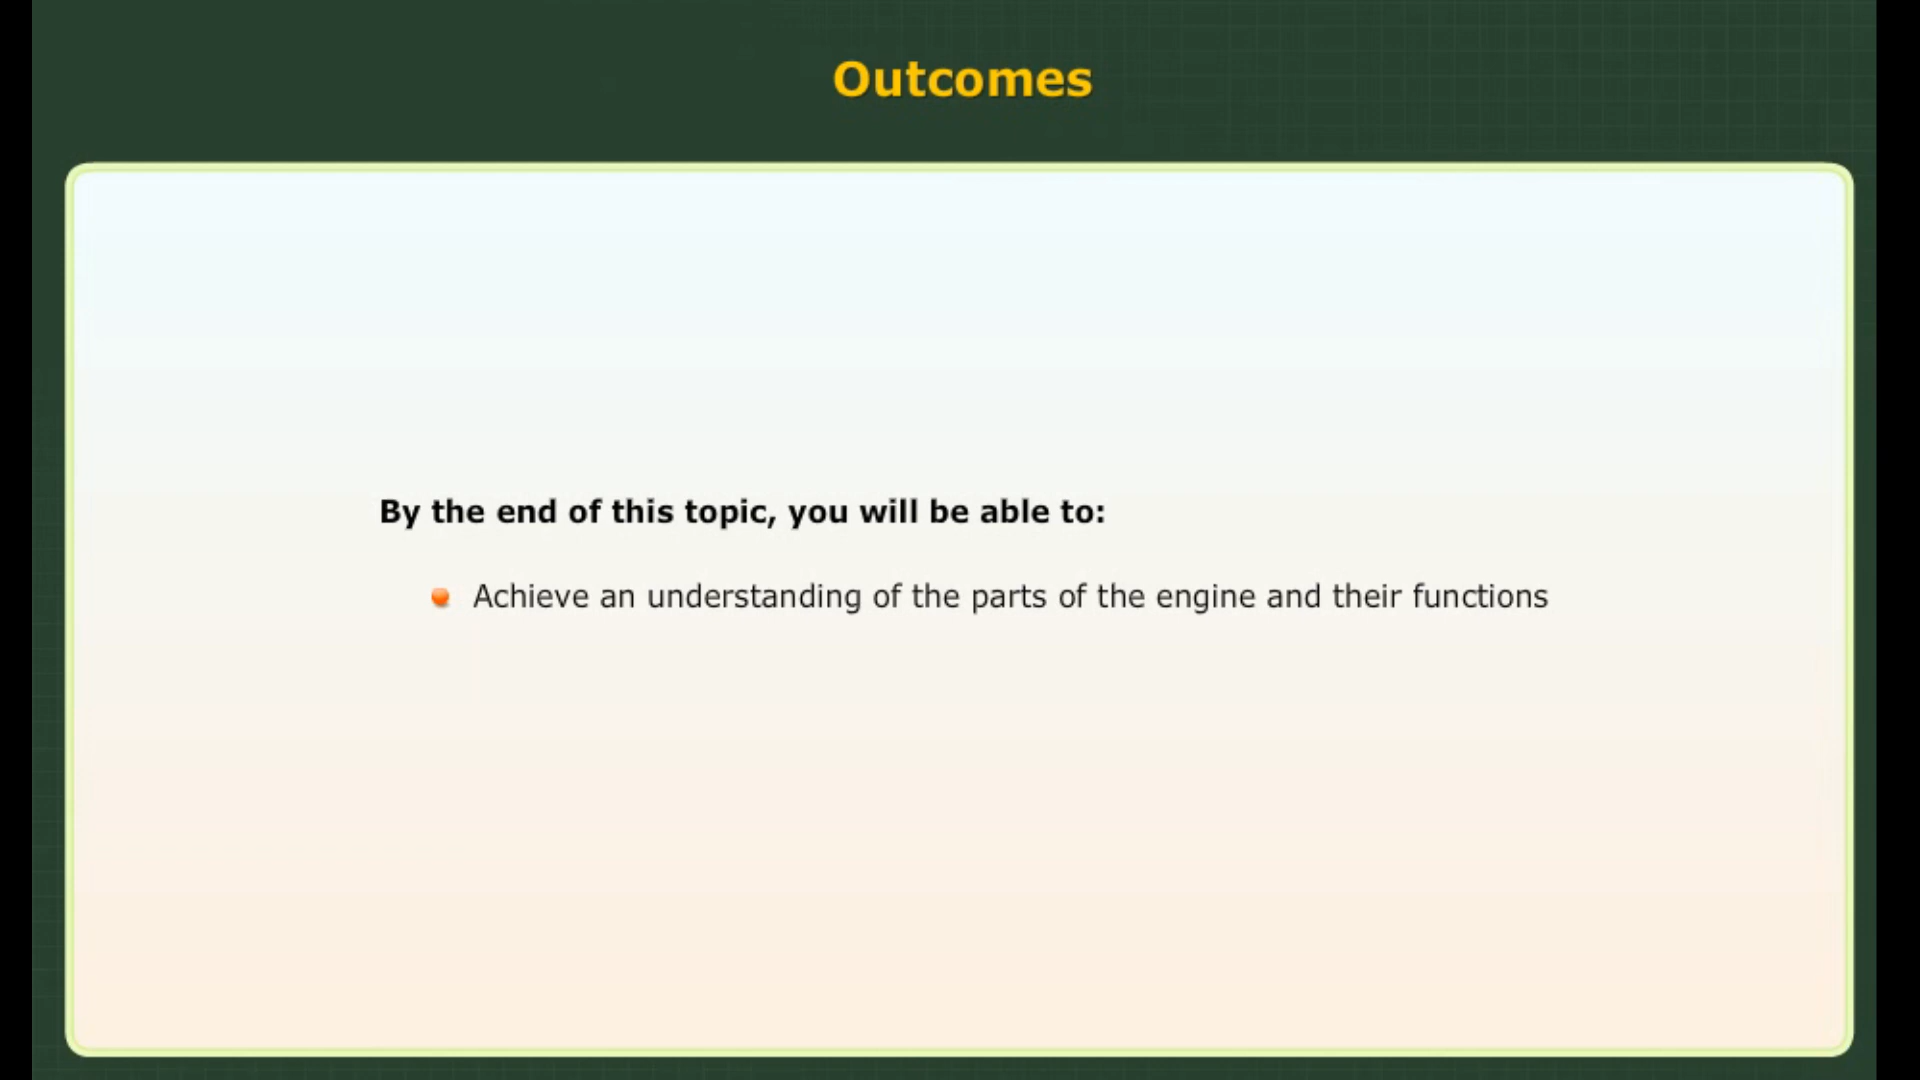 Outcomes
By the end of this topic, you will be able to:
Achieve an understanding of the parts of the engine and their functions